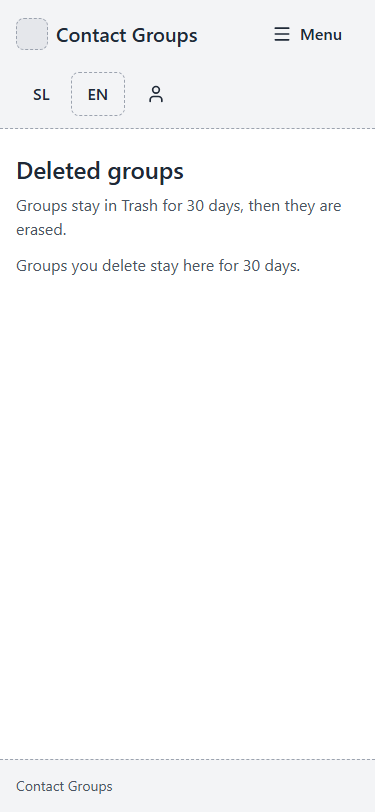 Contact Groups
Menu
SL
EN
Deleted groups
Groups stay in Trash for 30 days, then they are
erased.
Groups you delete stay here for 30 days.
Contact Groups